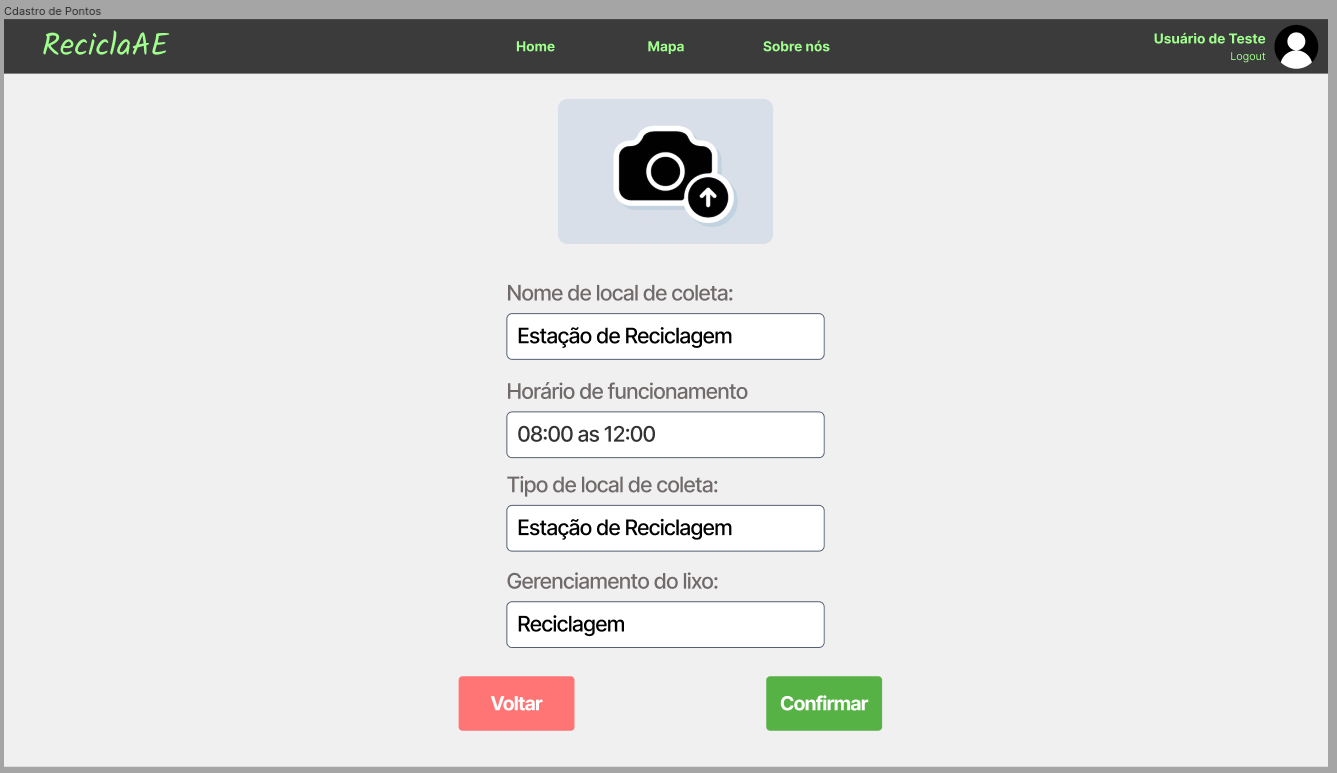 Cdastro de Pontos
ReciclaAE
Home
Mapa
Sobre nós
Usuário de Teste
Logout
Nome de local de coleta:
Estação de Reciclagem
Horário de funcionamento
08:00 as 12:00
Tipo de local de coleta:
Estação de Reciclagem
Gerenciamento do lixo:
Reciclagem
Voltar
Confirmar